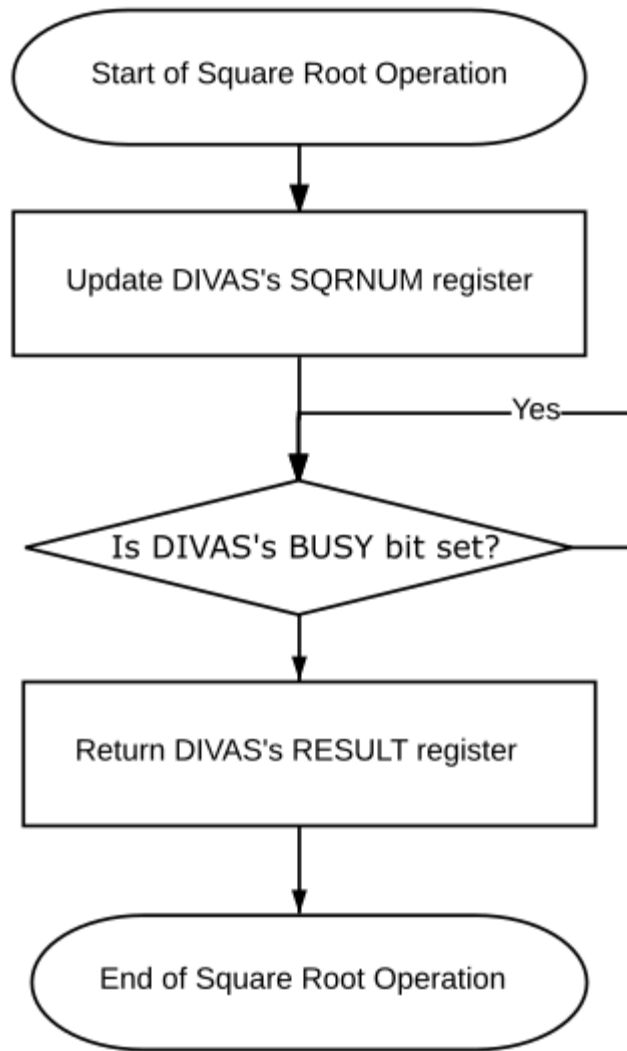 Start of Square Root Operation
Update DIVAS's SQRNUM register
Yes
Is DIVAS's BUSY bit set?
Return DIVAS's RESULT register
End of Square Root Operation